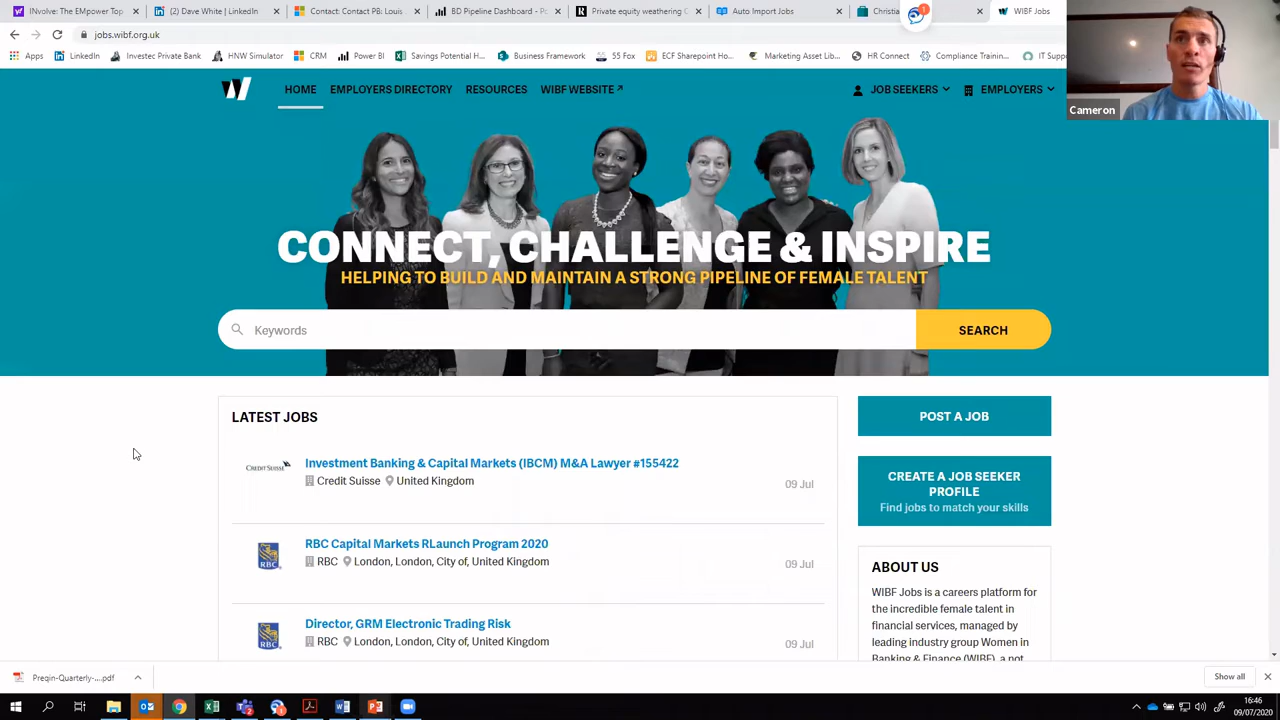 INvolve: The EMpower Top
(2) Dave White | LinkedIn
Contact: Contact PB: Louis
BD Pipeline Dashboard - Po
Private equity weathering C
Auto Import Jobs
Christia
1
WIBF Jobs
jobs.wibf.org.uk
Apps
LinkedIn
Investec Private Bank
HNW Simulator
CRM
Power BI
Savings Potential H...
Business Framework
55 Fox
ECF Sharepoint Ho...
Marketing Asset Lib...
HR Connect
Compliance Training...
IT Supp
Cameron
HOME
EMPLOYERS DIRECTORY
RESOURCES
WIBF WEBSITE
JOB SEEKERS
EMPLOYERS
CONNECT, CHALLENGE & INSPIRE
HELPING TO BUILD AND MAINTAIN A STRONG PIPELINE OF FEMALE TALENT
Keywords
SEARCH
LATEST JOBS
CREDIT SUISSE
Investment Banking & Capital Markets (IBCM) M&A Lawyer #155422
Credit Suisse United Kingdom
09 Jul
RBC
RBC Capital Markets RLaunch Program 2020
RBC London, London, City of, United Kingdom
09 Jul
RBC
Director, GRM Electronic Trading Risk
RBC London, London, City of, United Kingdom
09 Jul
POST A JOB
CREATE A JOB SEEKER
PROFILE
Find jobs to match your skills
ABOUT US
WIBF Jobs is a careers platform for
the incredible female talent in
financial services, managed by
leading industry group Women in
Banking & Finance (WIBF), a not
Preqin-Quarterly-....pdf
Show all
16:46
09/07/2020